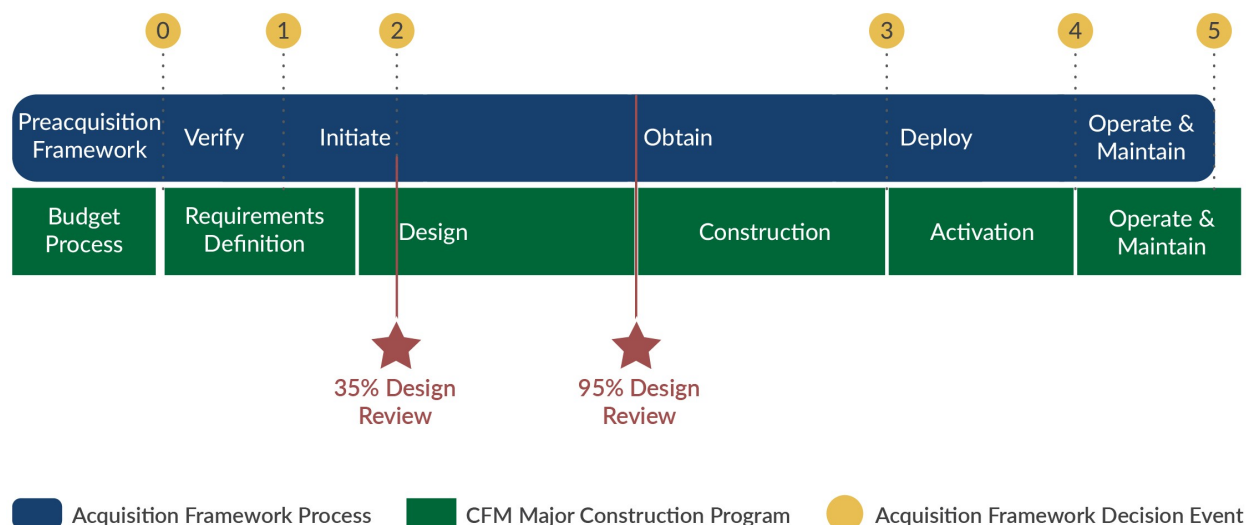 0 1 2 3 4 5
Preacquisition
Framework
Verify
Initiate
Obtain
Deploy
Operate &
Maintain
Budget
Process
Requirements
Definition
Design
Construction
Activation
Operate &
Maintain
35% Design
Review
95% Design
Review
Acquisition Framework Process
CFM Major Construction Program
Acquisition Framework Decision Event